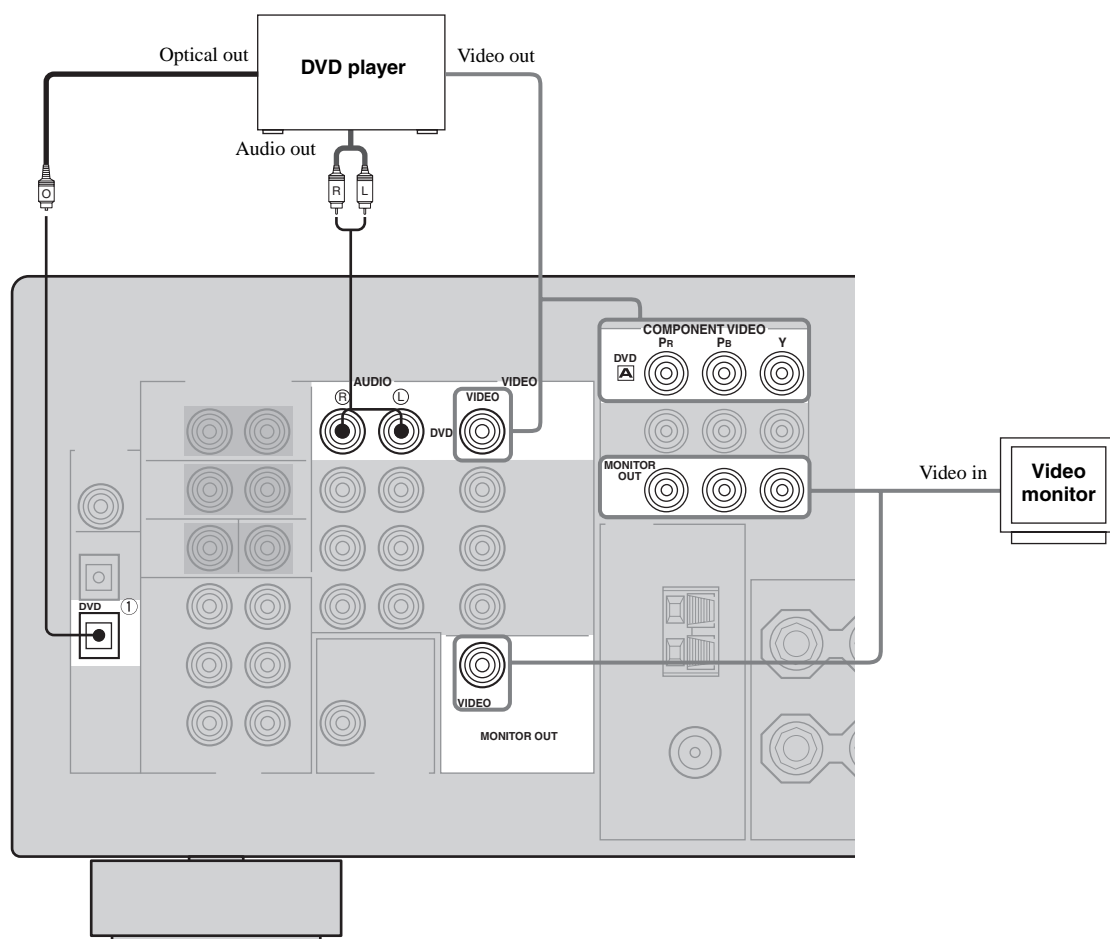 Optical out
DVD player
Video out
Audio out
O
R L
COMPONENT VIDEO
PR PB Y
DVD
A
AUDIO
VIDEO
R L
VIDEO
DVD
MONITOR
OUT
Video in
Video
monitor
DVD ①
VIDEO
MONITOR OUT